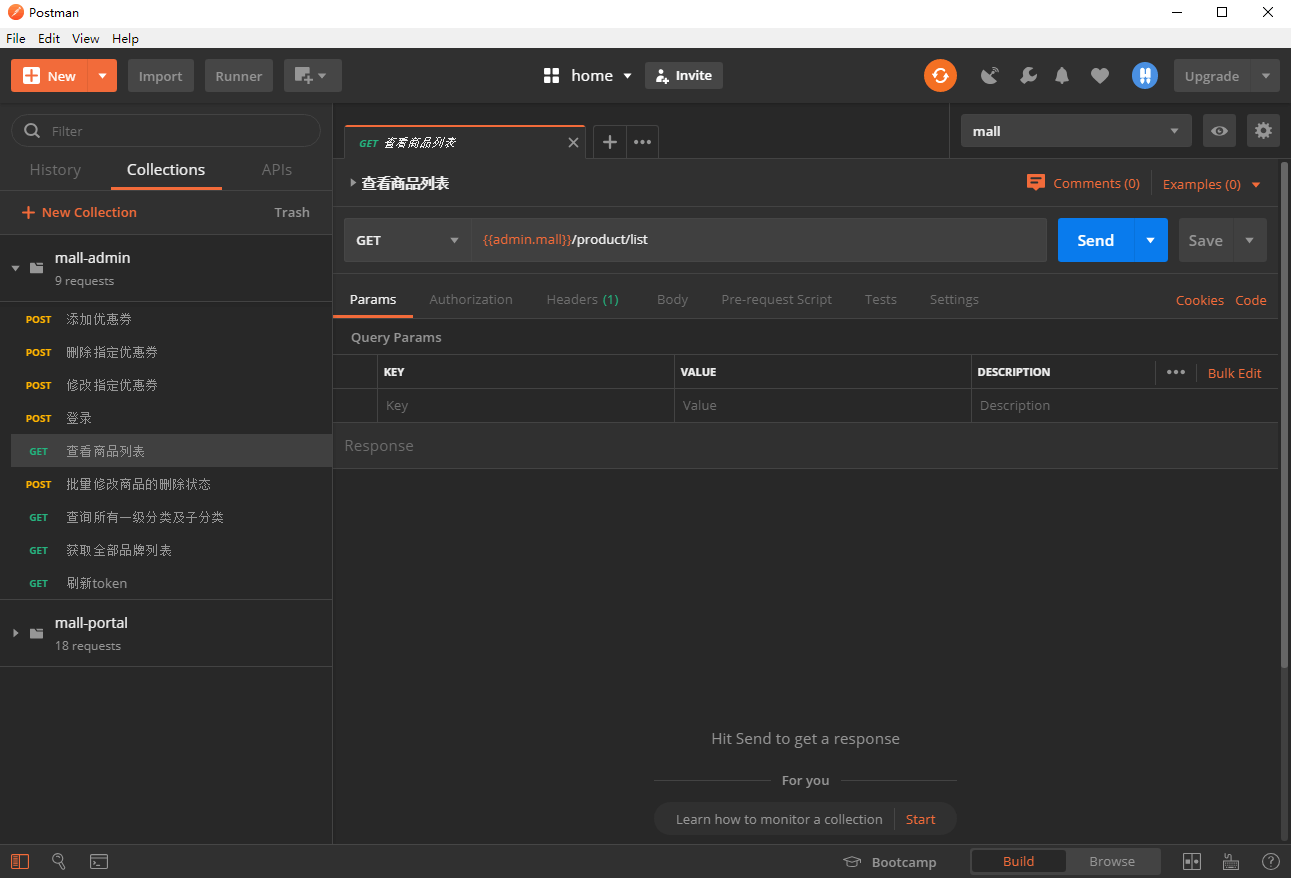 Postman
File Edit View Help
New Import Runner home Invite Upgrade
Filter
History Collections APIs
New Collection Trash
mall-admin
9 requests
POST 添加优惠券
POST 删除指定优惠券
POST 修改指定优惠券
POST 登录
GET 查看商品列表
POST 批量修改商品的删除状态
GET 查询所有一级分类及子分类
GET 获取全部品牌列表
GET 刷新token
mall-portal
18 requests
GET 查看商品列表
mall
查看商品列表 Comments (0) Examples (0)
GET {{admin.mall}}/product/list Send Save
Params Authorization Headers (1) Body Pre-request Script Tests Settings Cookies Code
Query Params
KEY VALUE DESCRIPTION Bulk Edit
Key Value Description
Response
Hit Send to get a response
For you
Learn how to monitor a collection Start
Bootcamp Build Browse